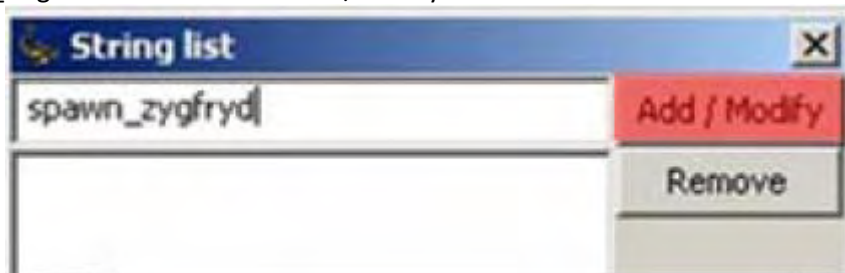 String list
spawn_zygfryd
Add / Modify
Remove